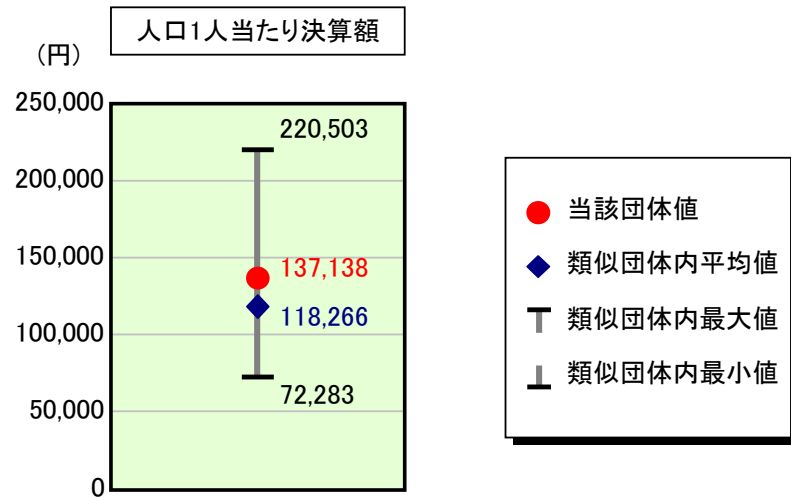 人口1人当たり決算額
(円)
250,000
200,000
150,000
100,000
50,000
0
220,503
137,138
118,266
72,283
当該団体値
類似団体内平均値
類似団体内最大値
類似団体内最小値